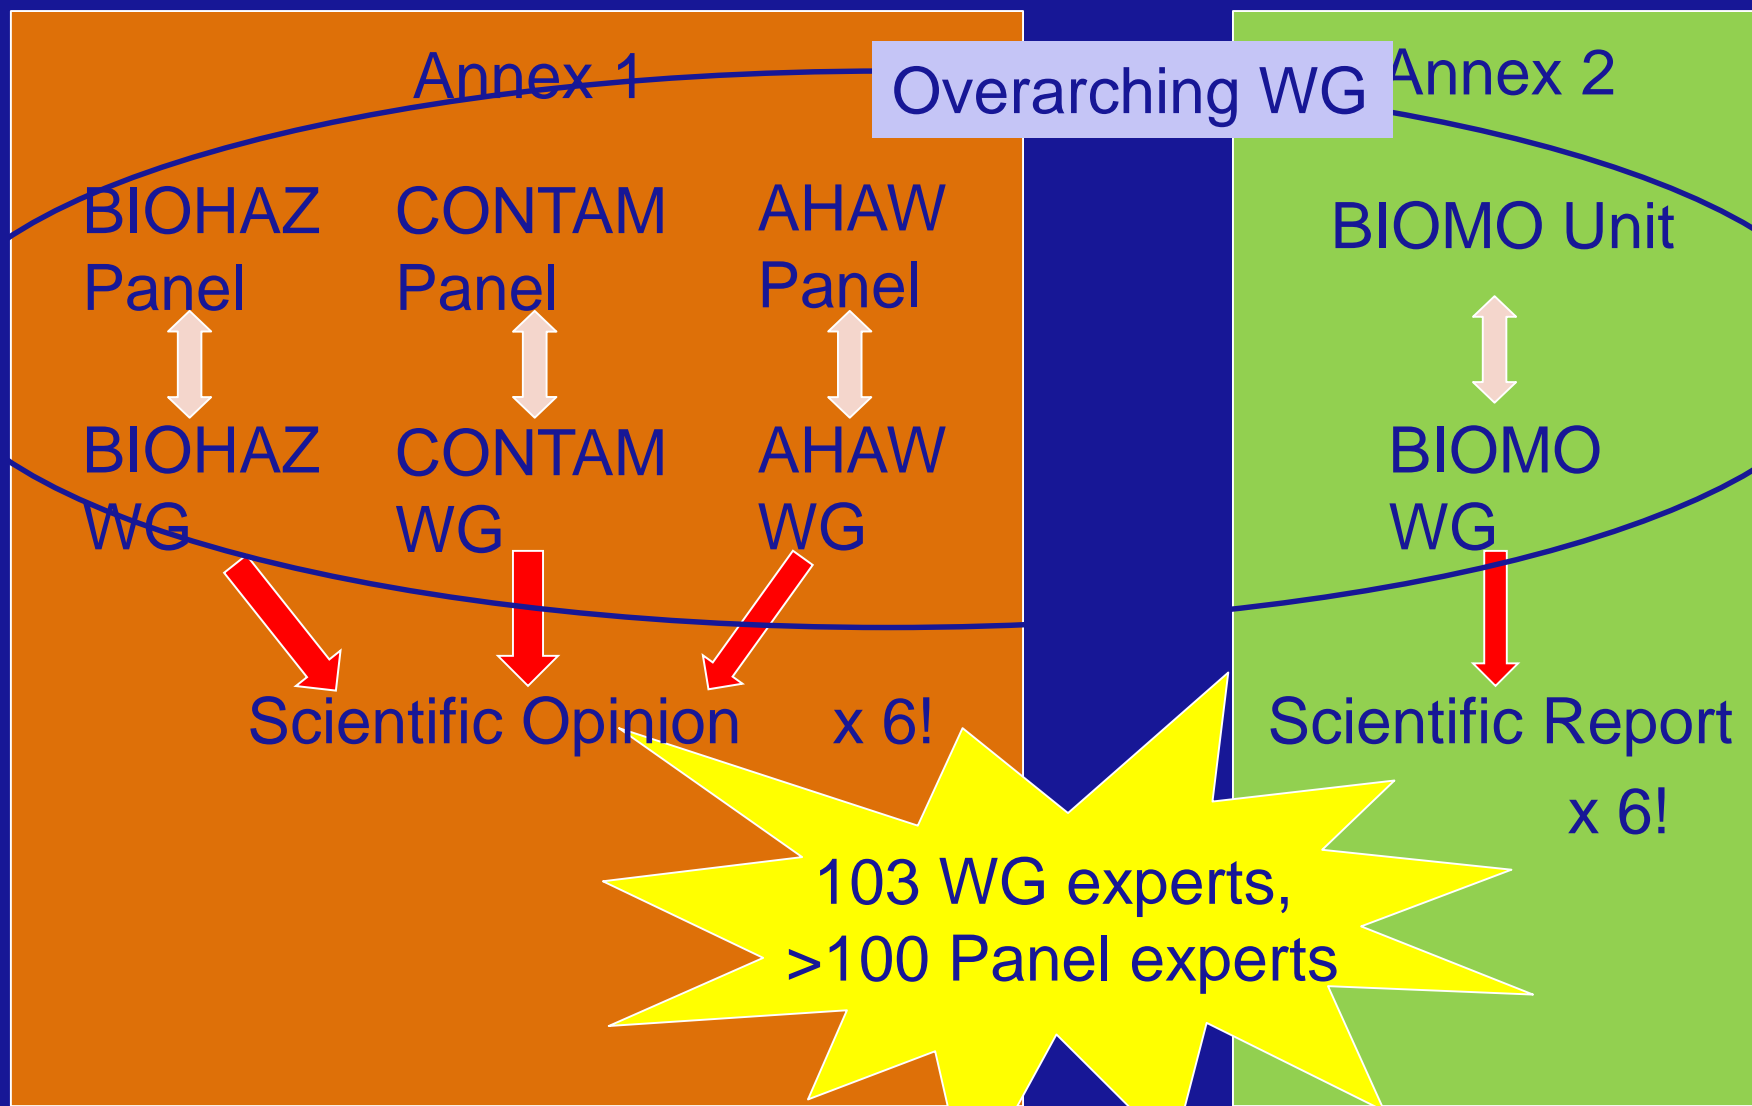 Annex 1
Overarching WG
Annex 2
BIOHAZ
Panel
CONTAM
Panel
AHAW
Panel
BIOMO Unit
BIOHAZ
WG
CONTAM
WG
AHAW
WG
BIOMO
WG
Scientific Opinion
x 6!
Scientific Report
x 6!
103 WG experts,
>100 Panel experts